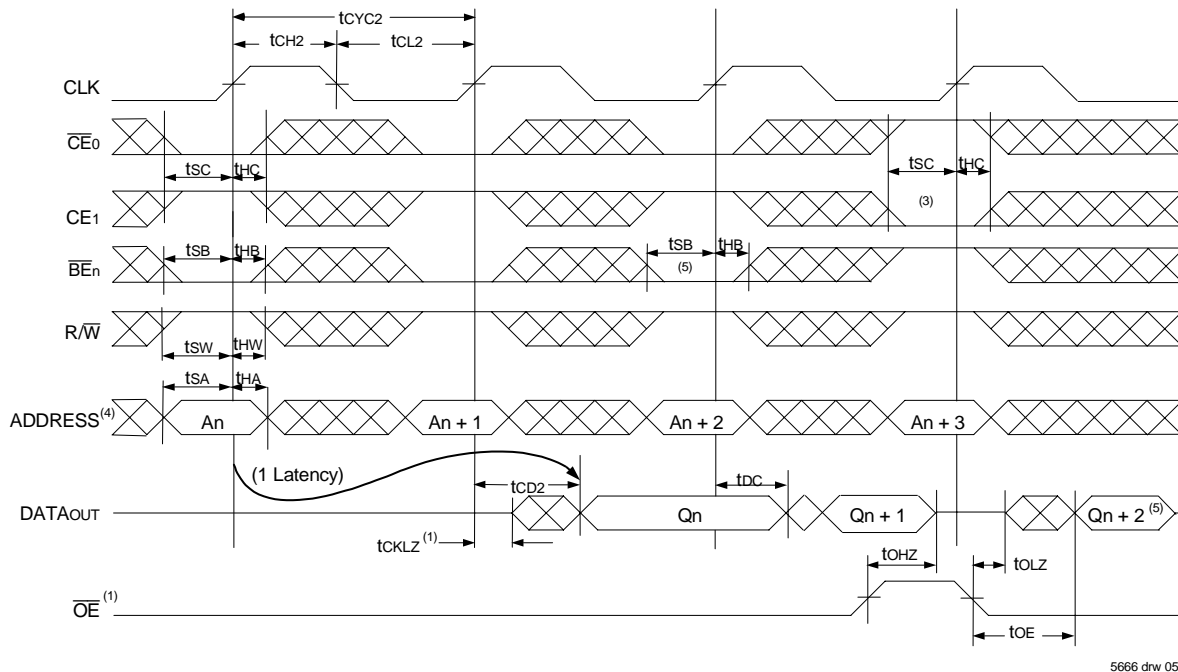 tCYC2
tCH2 tCL2
CLK
CE0
tSC tHC tSC tHC
CE1 (3)
tSB tHB tSB tHB
BEn (5)
R/W
tSW tHW
tSA tHA
ADDRESS(4) An An + 1 An + 2 An + 3
(1 Latency) tCD2 tDC
DATAOUT Qn Qn + 1 Qn + 2 (5)
tCKLZ (1)
tOHZ tOLZ
OE (1)
tOE
5666 drw 05